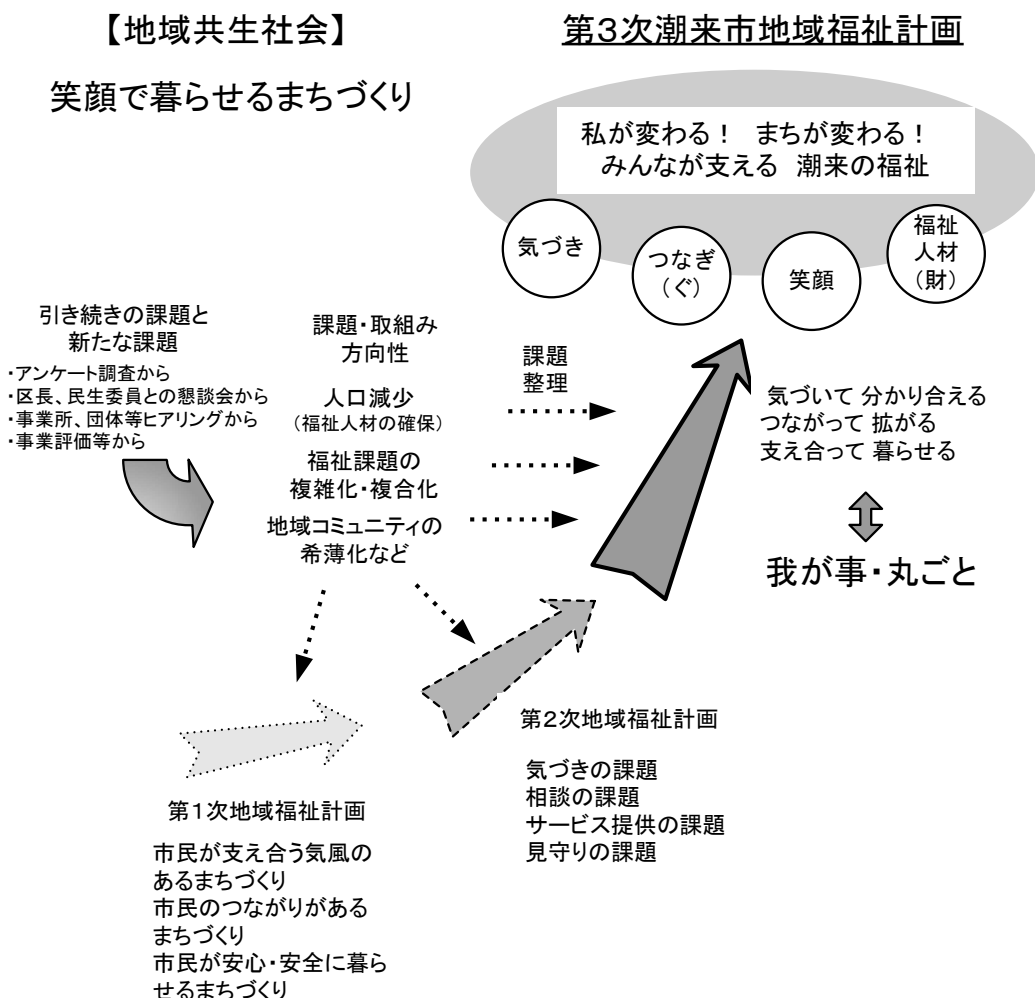 【地域共生社会】
笑顔で暮らせるまちづくり
第３次潮来市地域福祉計画
私が変わる！　まちが変わる！
みんなが支える　潮来の福祉
気づき
つなぎ
（ぐ）
笑顔
福祉
人材
（財）
引き続きの課題と
新たな課題
・アンケート調査から
・区長、民生委員との懇談会から
・事業所、団体等ヒアリングから
・事業評価等から
課題・取組み
方向性
人口減少
（福祉人材の確保）
福祉課題の
複雑化・複合化
地域コミュニティの
希薄化など
課題
整理
気づいて 分かり合える
つながって 拡がる
支え合って 暮らせる
我が事・丸ごと
第２次地域福祉計画
気づきの課題
相談の課題
サービス提供の課題
見守りの課題
第１次地域福祉計画
市民が支え合う気風の
あるまちづくり
市民のつながりがある
まちづくり
市民が安心・安全に暮ら
せるまちづくり